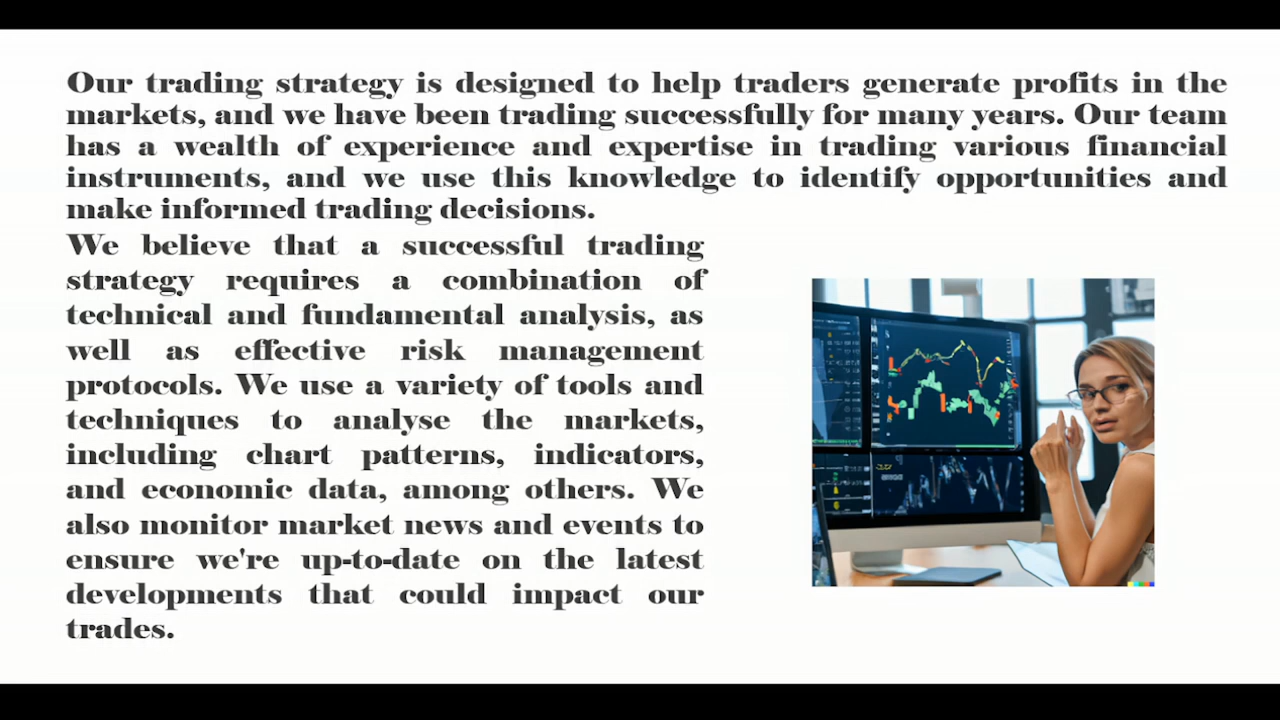 Our trading strategy is designed to help traders generate profits in the
markets, and we have been trading successfully for many years. Our team
has a wealth of experience and expertise in trading various financial
instruments, and we use this knowledge to identify opportunities and
make informed trading decisions.
We believe that a successful trading
strategy requires a combination of
technical and fundamental analysis, as
well as effective risk management
protocols. We use a variety of tools and
techniques to analyse the markets,
including chart patterns, indicators,
and economic data, among others. We
also monitor market news and events to
ensure we're up-to-date on the latest
developments that could impact our
trades.